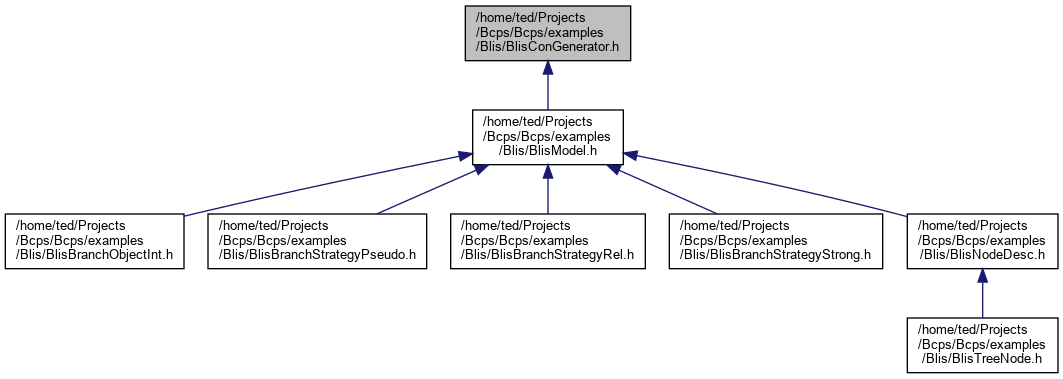 /home/ted/Projects
/Bcps/Bcps/examples
/Blis/BlisConGenerator.h
/home/ted/Projects
/Bcps/Bcps/examples
/Blis/BlisModel.h
/home/ted/Projects
/Bcps/Bcps/examples
/Blis/BlisBranchObjectInt.h
/home/ted/Projects
/Bcps/Bcps/examples
/Blis/BlisBranchStrategyPseudo.h
/home/ted/Projects
/Bcps/Bcps/examples
/Blis/BlisBranchStrategyRel.h
/home/ted/Projects
/Bcps/Bcps/examples
/Blis/BlisBranchStrategyStrong.h
/home/ted/Projects
/Bcps/Bcps/examples
/Blis/BlisNodeDesc.h
/home/ted/Projects
/Bcps/Bcps/examples
/Blis/BlisTreeNode.h